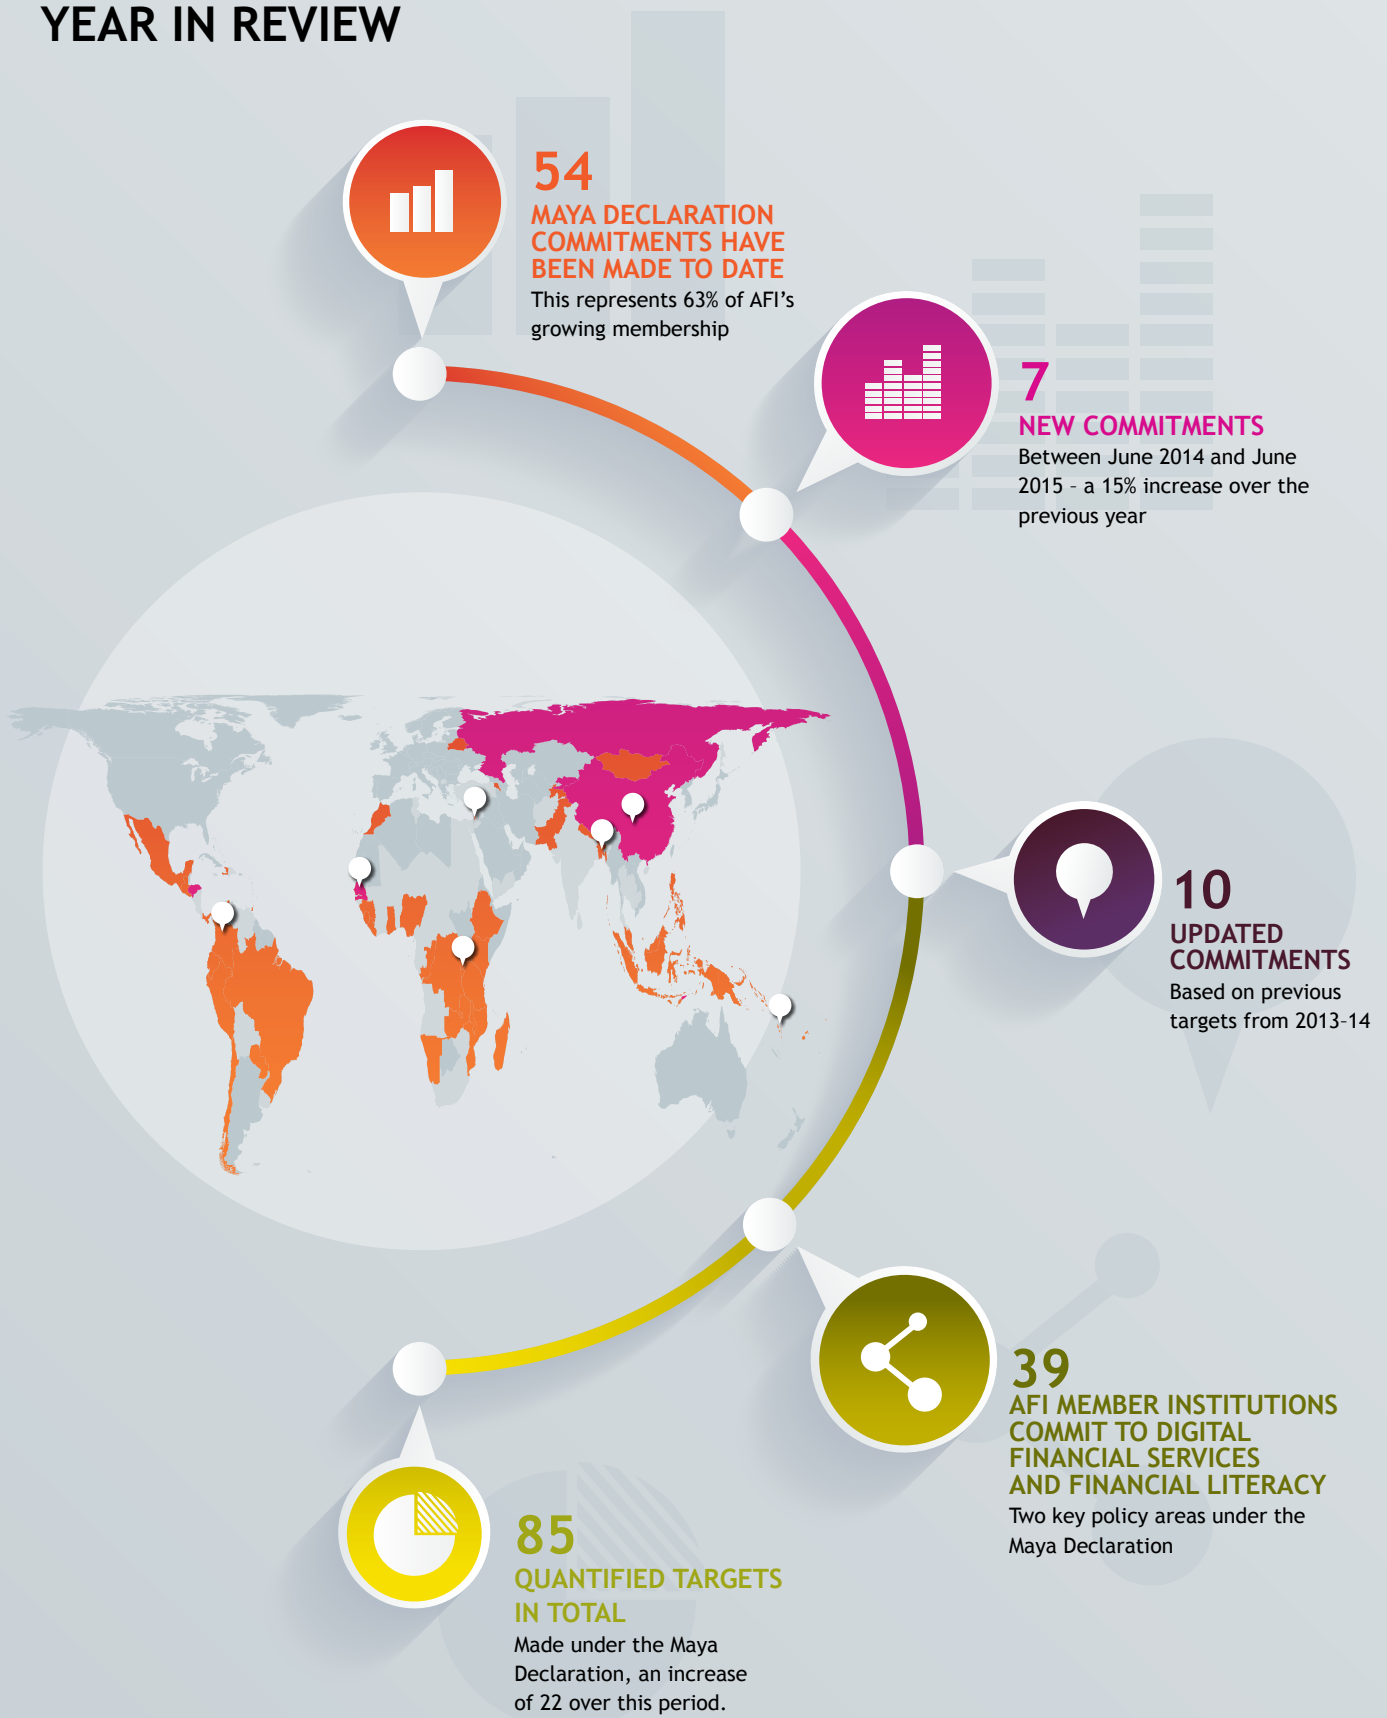 YEAR IN REVIEW
54
MAYA DECLARATION
COMMITMENTS HAVE
BEEN MADE TO DATE
This represents 63% of AFI’s
growing membership
7
NEW COMMITMENTS
Between June 2014 and June
2015 – a 15% increase over the
previous year
10
UPDATED
COMMITMENTS
Based on previous
targets from 2013–14
39
AFI MEMBER INSTITUTIONS
COMMIT TO DIGITAL
FINANCIAL SERVICES
AND FINANCIAL LITERACY
Two key policy areas under the
Maya Declaration
85
QUANTIFIED TARGETS
IN TOTAL
Made under the Maya
Declaration, an increase
of 22 over this period.